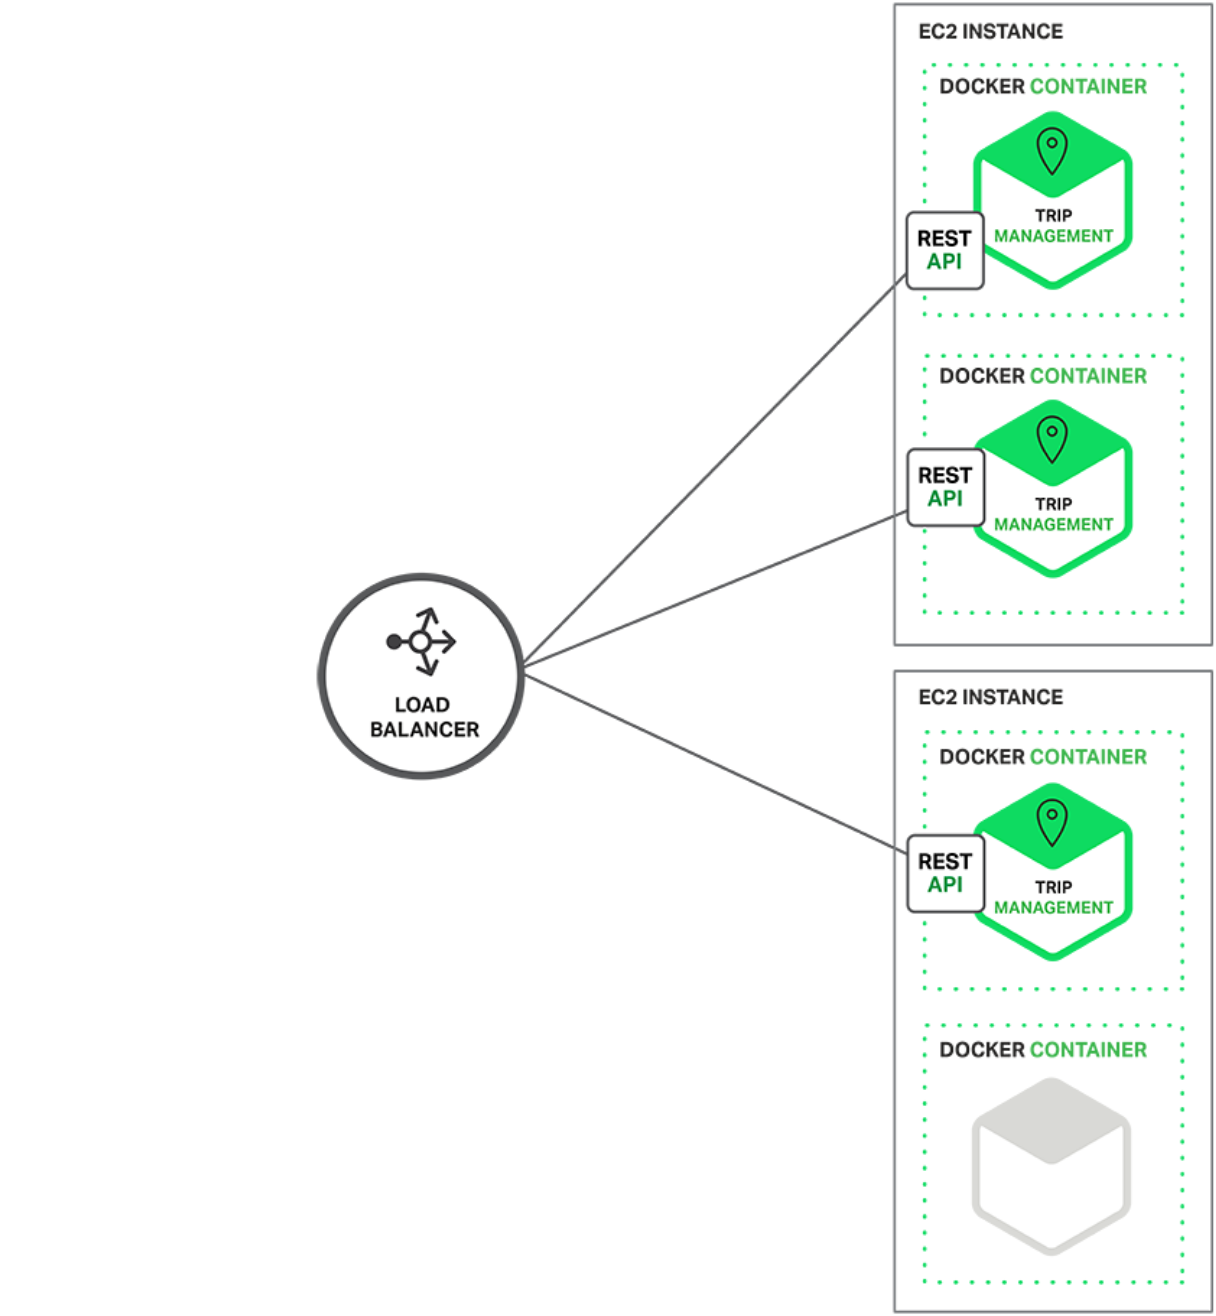 EC2 INSTANCE
DOCKER CONTAINER
TRIP
MANAGEMENT
REST
API
DOCKER CONTAINER
TRIP
MANAGEMENT
REST
API
LOAD
BALANCER
EC2 INSTANCE
DOCKER CONTAINER
TRIP
MANAGEMENT
REST
API
DOCKER CONTAINER